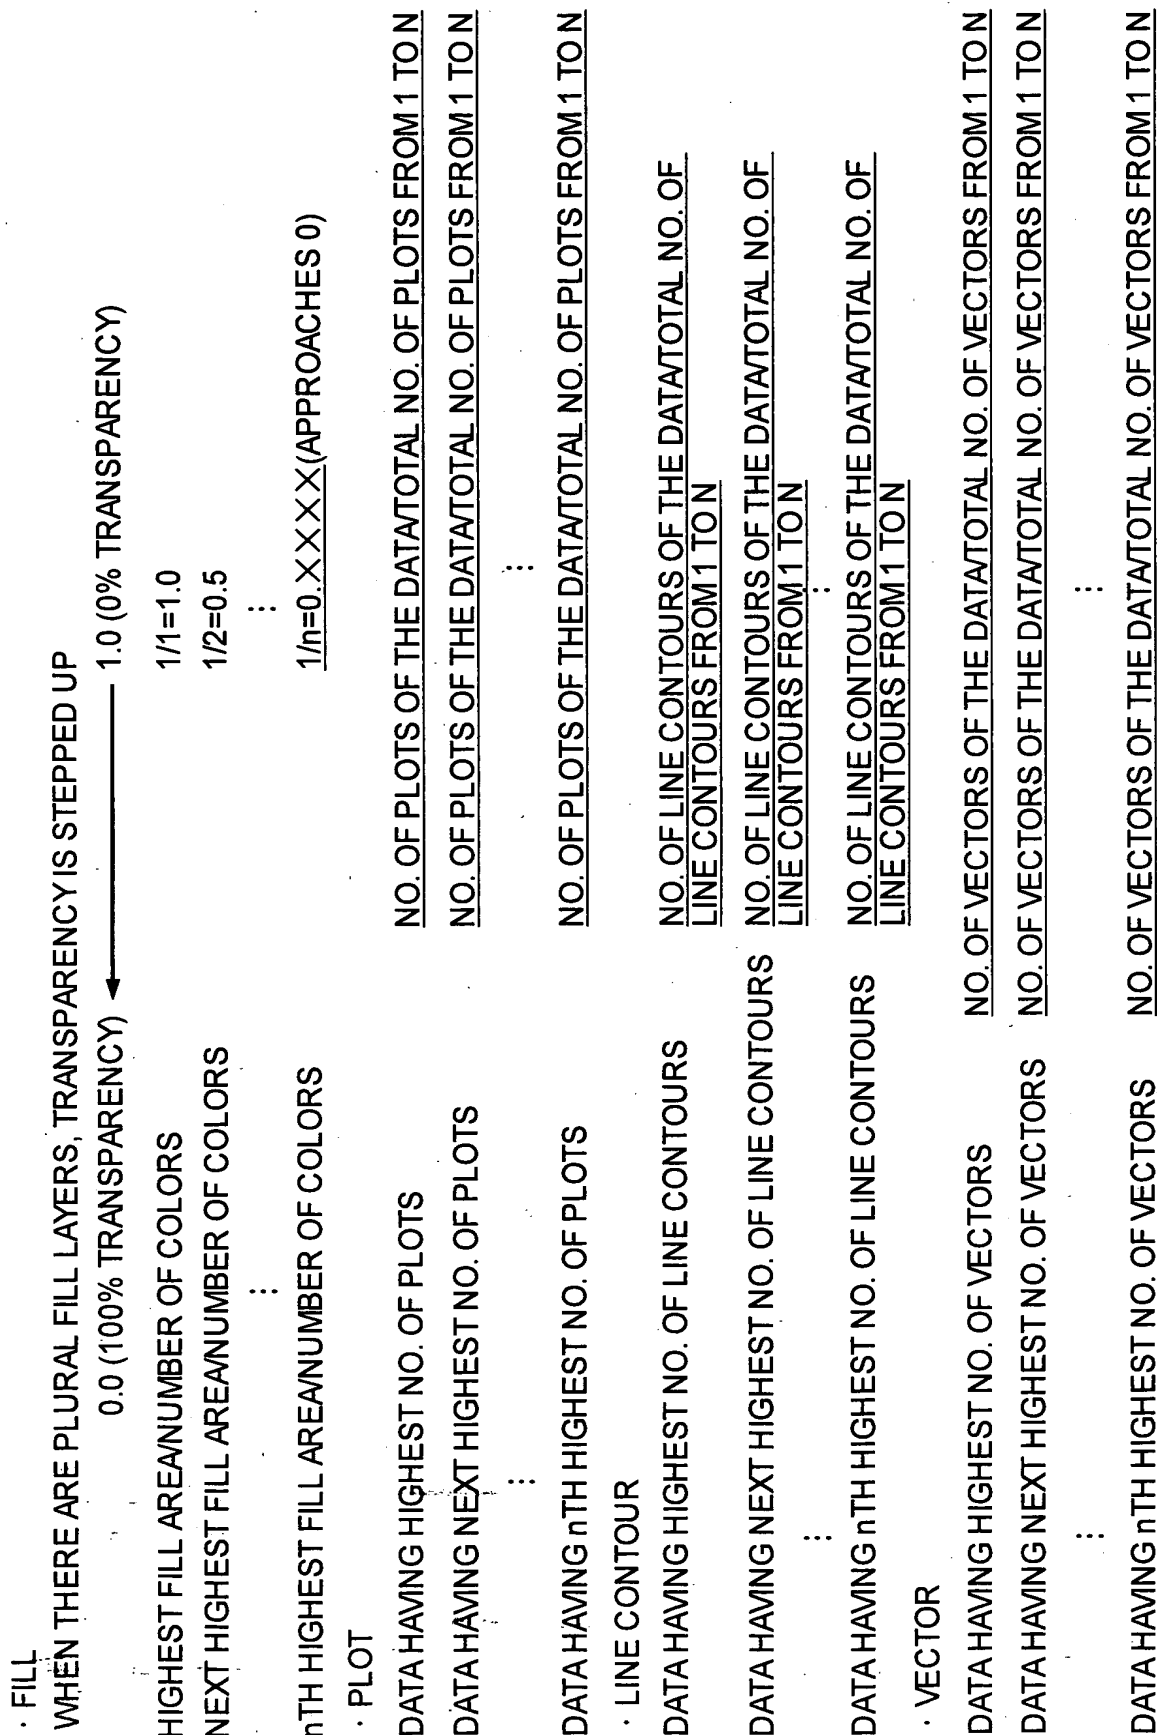 · FILL
WHEN THERE ARE PLURAL FILL LAYERS, TRANSPARENCY IS STEPPED UP
0.0 (100% TRANSPARENCY) ← 1.0 (0% TRANSPARENCY)
HIGHEST FILL AREA/NUMBER OF COLORS 1/1=1.0
NEXT HIGHEST FILL AREA/NUMBER OF COLORS 1/2=0.5
⋮ ⋮
nTH HIGHEST FILL AREA/NUMBER OF COLORS 1/n=0.XXXX(APPROACHES 0)
· PLOT
DATA HAVING HIGHEST NO. OF PLOTS NO. OF PLOTS OF THE DATA/TOTAL NO. OF PLOTS FROM 1 TO N
DATA HAVING NEXT HIGHEST NO. OF PLOTS NO. OF PLOTS OF THE DATA/TOTAL NO. OF PLOTS FROM 1 TO N
⋮ ⋮
DATA HAVING nTH HIGHEST NO. OF PLOTS NO. OF PLOTS OF THE DATA/TOTAL NO. OF PLOTS FROM 1 TO N
· LINE CONTOUR
DATA HAVING HIGHEST NO. OF LINE CONTOURS NO. OF LINE CONTOURS OF THE DATA/TOTAL NO. OF
LINE CONTOURS FROM 1 TO N
DATA HAVING NEXT HIGHEST NO. OF LINE CONTOURS NO. OF LINE CONTOURS OF THE DATA/TOTAL NO. OF
LINE CONTOURS FROM 1 TO N
⋮ ⋮
DATA HAVING nTH HIGHEST NO. OF LINE CONTOURS NO. OF LINE CONTOURS OF THE DATA/TOTAL NO. OF
LINE CONTOURS FROM 1 TO N
· VECTOR
DATA HAVING HIGHEST NO. OF VECTORS NO. OF VECTORS OF THE DATA/TOTAL NO. OF VECTORS FROM 1 TO N
DATA HAVING NEXT HIGHEST NO. OF VECTORS NO. OF VECTORS OF THE DATA/TOTAL NO. OF VECTORS FROM 1 TO N
⋮ ⋮
DATA HAVING nTH HIGHEST NO. OF VECTORS NO. OF VECTORS OF THE DATA/TOTAL NO. OF VECTORS FROM 1 TO N